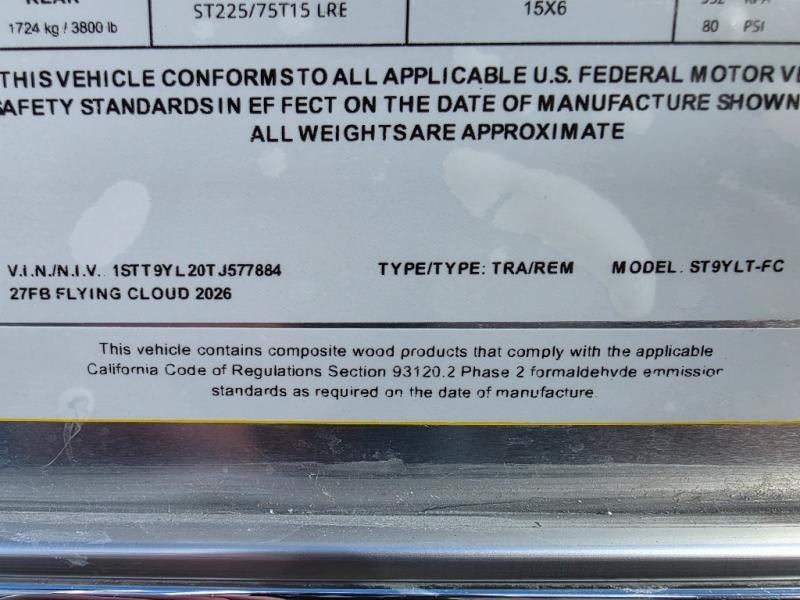 1724 kg / 3800 lb
ST225/75T15 LRE
15X6
80 PSI
THIS VEHICLE CONFORMS TO ALL APPLICABLE U.S. FEDERAL MOTOR
SAFETY STANDARDS IN EF FECT ON THE DATE OF MANUFACTURE SHOWN
ALL WEIGHTS ARE APPROXIMATE
V.I.N./N.I.V. 1STT9YL20TJ577884 TYPE/TYPE: TRA/REM MODEL: ST9YLT-FC
27FB FLYING CLOUD 2026
This vehicle contains composite wood products that comply with the applicable
California Code of Regulations Section 93120.2 Phase 2 formaldehyde emmission
standards as required on the date of manufacture.